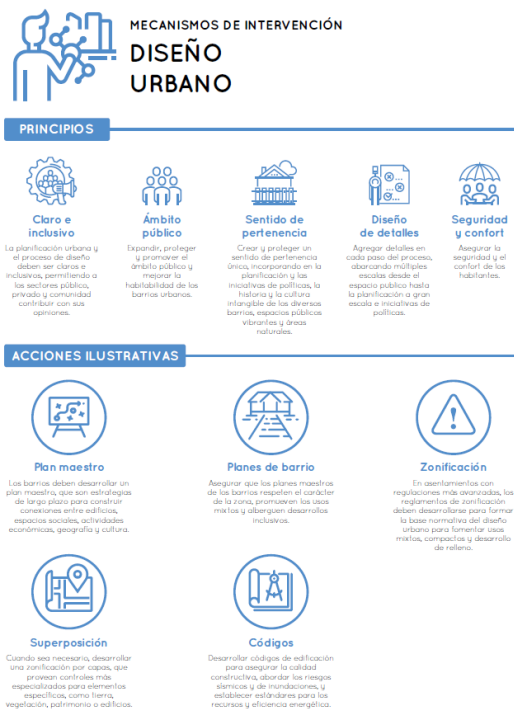 MECANISMOS DE INTERVENCIÓN
DISEÑO
URBANO
PRINCIPIOS
Claro e
inclusivo
La planificación urbana y
el proceso de diseño
deben ser claros e
inclusivos, permitiendo a
los sectores público,
privado y comunidad
contribuir con sus
opiniones.
Ámbito
público
Expandir, proteger
y promover el
ámbito público y
mejorar la
habitabilidad de los
barrios urbanos.
Sentido de
pertenencia
Crear y proteger un
sentido de pertenencia
única, incorporando en la
planificación y las
iniciativas de políticas, la
historia y la cultura
intangible de los diversos
barrios, espacios públicos
vibrantes y áreas
naturales.
Diseño
de detalles
Agregar detalles en
cada paso del proceso,
abarcando múltiples
escalas desde el
espacio publico hasta
la planificación a gran
escala e iniciativas de
políticas.
Seguridad
y confort
Asegurar la
seguridad y el
confort de los
habitantes.
ACCIONES ILUSTRATIVAS
Plan maestro
Los barrios deben desarrollar un
plan maestro, que son estrategias
de largo plazo para construir
conexiones entre edificios,
espacios sociales, actividades
económicas, geografía y cultura.
Planes de barrio
Asegurar que los planes maestros
de los barrios respeten el carácter
de la zona, promueven los usos
mixtos y alberguen desarrollos
inclusivos.
Zonificación
En asentamientos con
regulaciones más avanzadas, los
reglamentos de zonificación
deben desarrollarse para formar
la base normativa del diseño
urbano para fomentar usos
mixtos, compactos y desarrollo
de relleno.
Superposición
Cuando sea necesario, desarrollar
una zonificación por capas, que
provean controles más
especializados para elementos
específicos, como tierra,
vegetación, patrimonio o edificios.
Códigos
Desarrollar códigos de edificación
para asegurar la calidad
constructiva, abordar los riesgos
sísmicos y de inundaciones, y
establecer estándares para los
recursos y eficiencia energética.